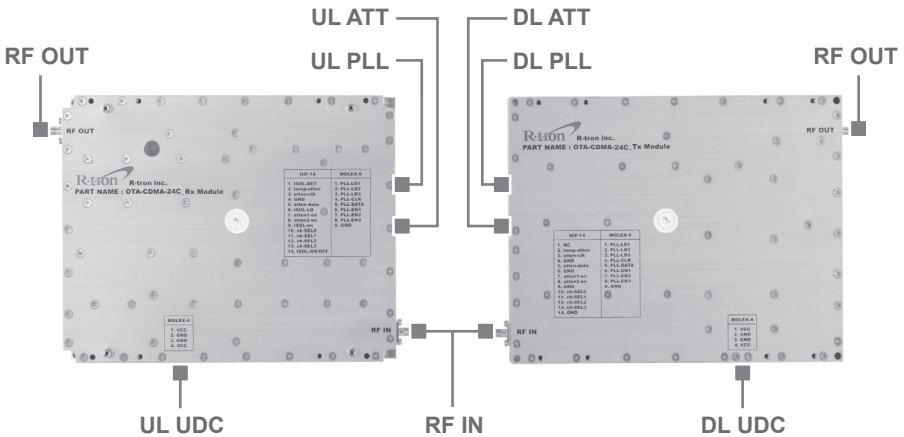 UL ATT
DL ATT
RF OUT
UL PLL
DL PLL
RF OUT
RF OUT
R-tron R-tron Inc.
PART NAME : OTA-CDMA-24C_Rx Module
HIF-14 MOLEX-9
1. ISOL-DET 1. PLL-LD1
2. temp-atten 2. PLL-LD2
3. atten-clk 3. PLL-LD3
4. GND 4. PLL-CLK
5. atten-data 5. PLL-DATA
6. ISOL-LD 6. PLL-EN1
7. atten1-en 7. PLL-EN2
8. atten2-en 8. PLL-EN3
9. ISOL-en 9. GND
10. ch-SEL0
11. ch-SEL1
12. ch-SEL2
13. ch-SEL3
14. ISOL-ON/OFF
MOLEX-4
1. VCC
2. GND
3. GND
4. VCC
RF IN
R-tron R-tron Inc.
PART NAME : OTA-CDMA-24C_Tx Module
RF OUT
HIF-14 MOLEX-9
1. NC 1. PLL-LD1
2. temp-atten 2. PLL-LD2
3. atten-clk 3. PLL-LD3
4. GND 4. PLL-CLK
5. atten-data 5. PLL-DATA
6. GND 6. PLL-EN1
7. atten1-en 7. PLL-EN2
8. atten2-en 8. PLL-EN3
9. GND 9. GND
10. ch-SEL0
11. ch-SEL1
12. ch-SEL2
13. ch-SEL3
14. GND
RF IN
MOLEX-4
1. VCC
2. GND
3. GND
4. VCC
UL UDC
RF IN
DL UDC